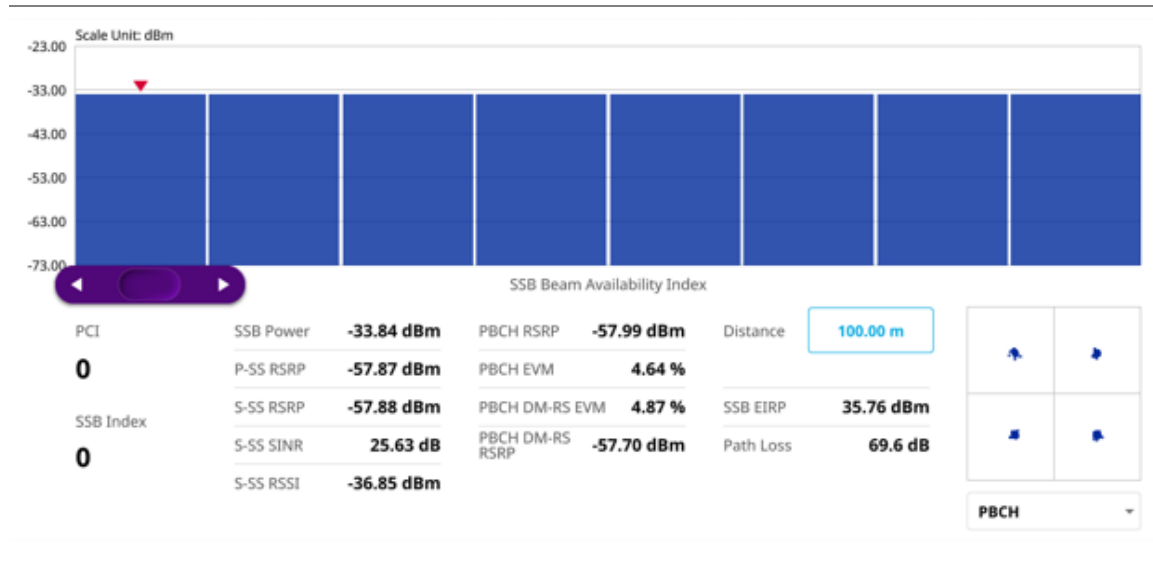 Scale Unit: dBm
-23.00
-33.00
-43.00
-53.00
-63.00
-73.00
SSB Beam Availability Index
PCI
0
SSB Index
0
SSB Power -33.84 dBm
P-SS RSRP -57.87 dBm
S-SS RSRP -57.88 dBm
S-SS SINR 25.63 dB
S-SS RSSI -36.85 dBm
PBCH RSRP -57.99 dBm
PBCH EVM 4.64 %
PBCH DM-RS EVM 4.87 %
PBCH DM-RS
RSRP -57.70 dBm
Distance 100.00 m
SSB EIRP 35.76 dBm
Path Loss 69.6 dB
PBCH